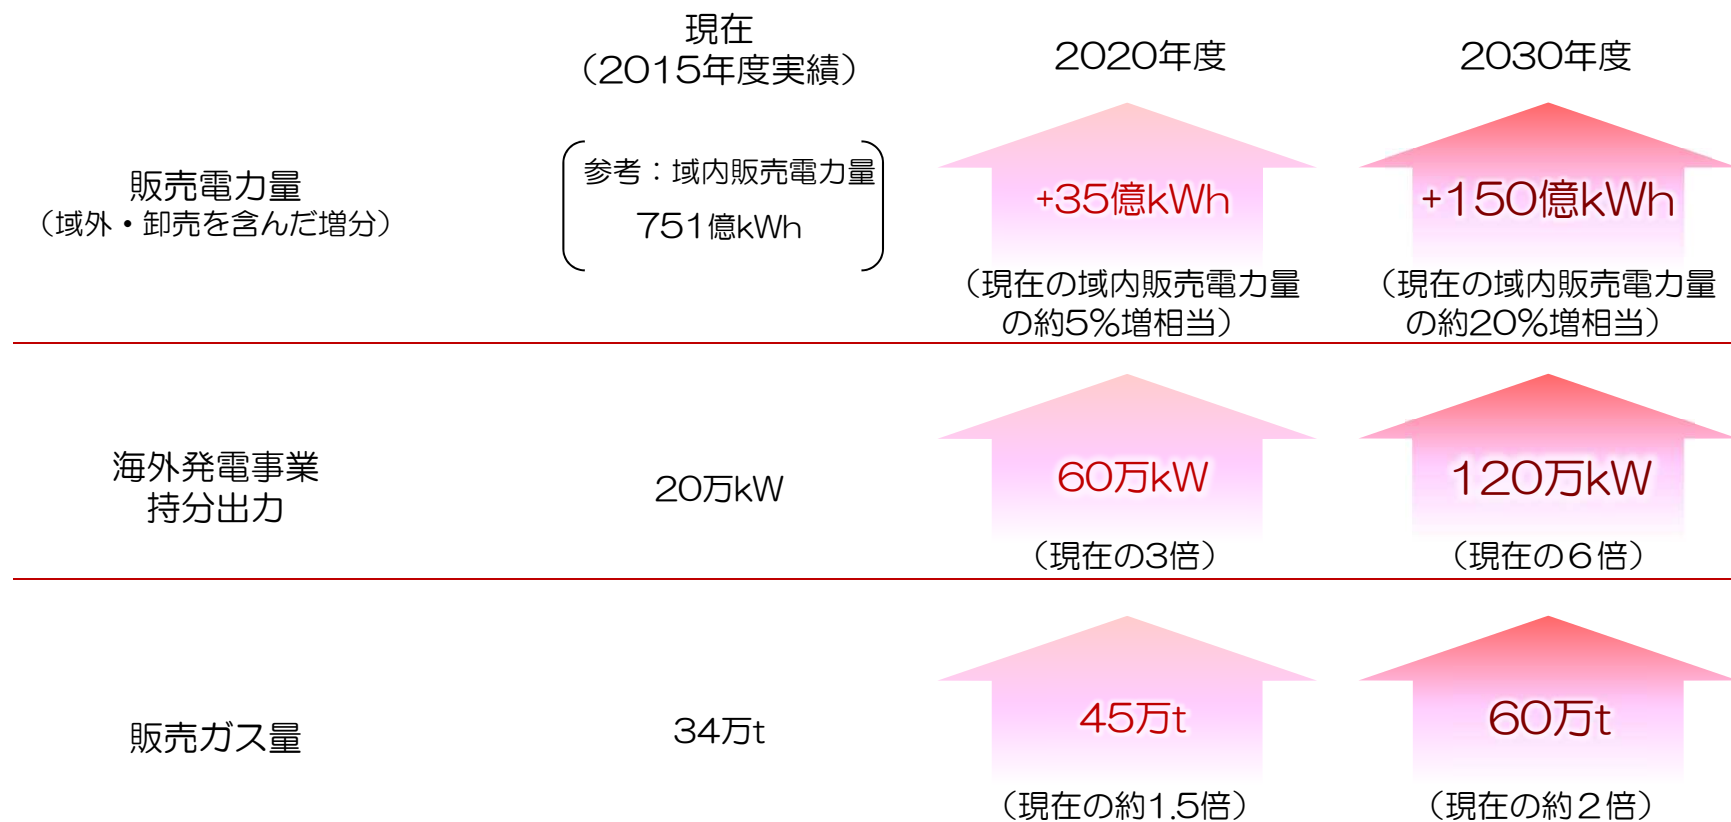 現在
（2015年度実績）
2020年度
2030年度
販売電力量
（域外・卸売を含んだ増分）
参考：域内販売電力量
751億kWh
+35億kWh
（現在の域内販売電力量
の約5%増相当）
+150億kWh
（現在の域内販売電力量
の約20%増相当）
海外発電事業
持分出力
20万kW
60万kW
（現在の3倍）
120万kW
（現在の６倍）
販売ガス量
34万t
45万t
（現在の約1.5倍）
60万t
（現在の約２倍）